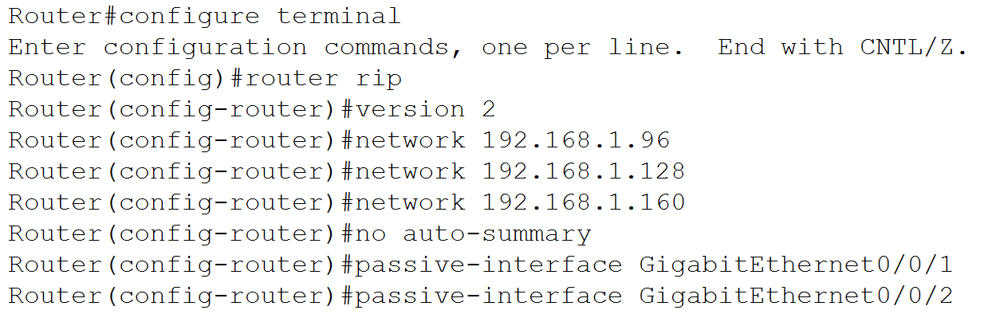 Router#configure terminal
Enter configuration commands, one per line.  End with CNTL/Z.
Router(config)#router rip
Router(config-router)#version 2
Router(config-router)#network 192.168.1.96
Router(config-router)#network 192.168.1.128
Router(config-router)#network 192.168.1.160
Router(config-router)#no auto-summary
Router(config-router)#passive-interface GigabitEthernet0/0/1
Router(config-router)#passive-interface GigabitEthernet0/0/2